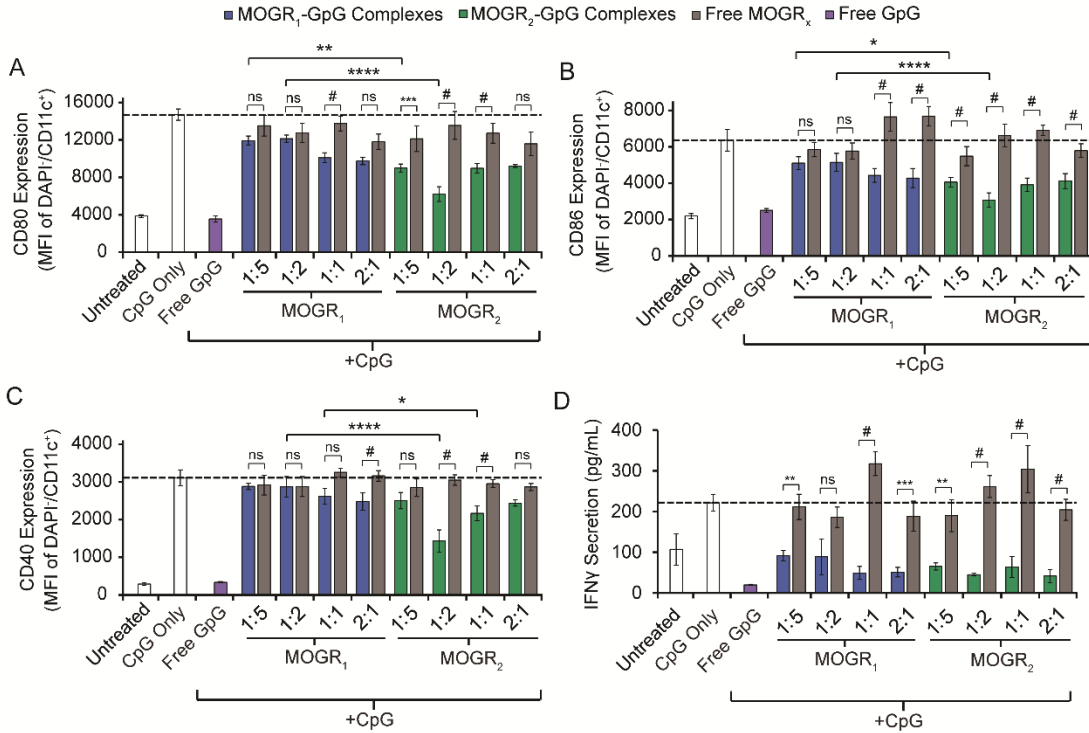 MOGR₁-GpG Complexes MOGR₂-GpG Complexes Free MOGRₓ Free GpG
A
** 
****
ns ns # ns *** # # ns
CD80 Expression
(MFI of DAPI⁻/CD11c⁺)
16000
12000
8000
4000
0
Untreated CpG Only Free GpG 1:5 1:2 1:1 2:1 1:5 1:2 1:1 2:1
MOGR₁ MOGR₂
+CpG
B
*
****
ns ns # # # # # #
CD86 Expression
(MFI of DAPI⁻/CD11c⁺)
8000
6000
4000
2000
0
Untreated CpG Only Free GpG 1:5 1:2 1:1 2:1 1:5 1:2 1:1 2:1
MOGR₁ MOGR₂
+CpG
C
*
****
ns ns ns # ns # # ns
CD40 Expression
(MFI of DAPI⁻/CD11c⁺)
4000
3000
2000
1000
0
Untreated CpG Only Free GpG 1:5 1:2 1:1 2:1 1:5 1:2 1:1 2:1
MOGR₁ MOGR₂
+CpG
D
** ns # *** ** # # #
IFNγ Secretion (pg/mL)
400
300
200
100
0
Untreated CpG Only Free GpG 1:5 1:2 1:1 2:1 1:5 1:2 1:1 2:1
MOGR₁ MOGR₂
+CpG